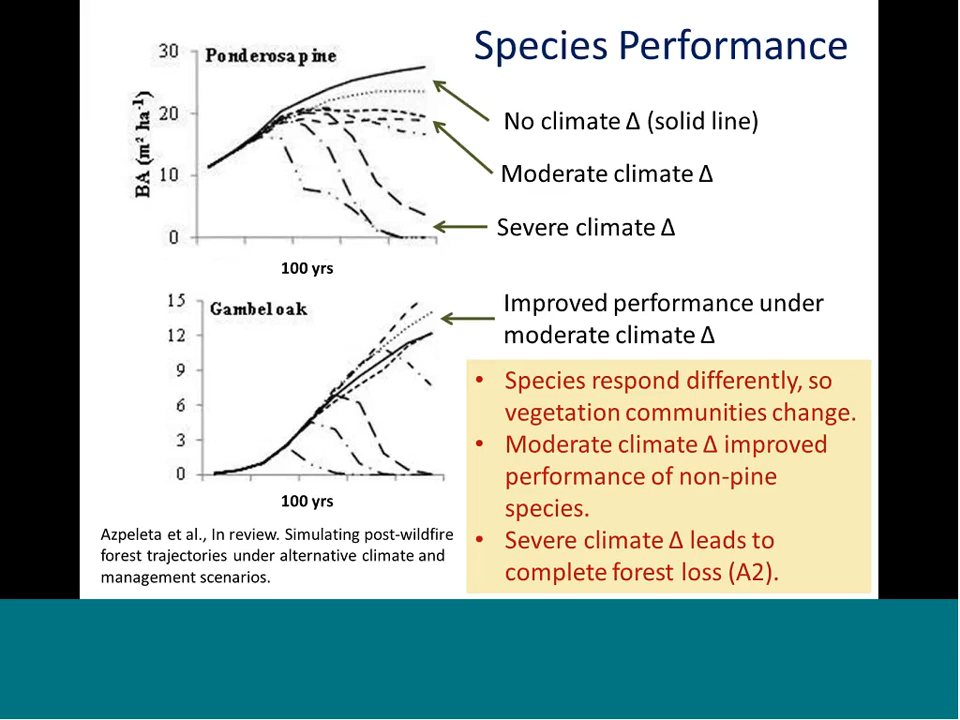 Species Performance
30
Ponderosa pine
20
BA (m² ha⁻¹)
10
0
100 yrs
No climate Δ (solid line)
Moderate climate Δ
Severe climate Δ
15
Gambel oak
12
9
6
3
0
100 yrs
Improved performance under
moderate climate Δ
• Species respond differently, so
vegetation communities change.
• Moderate climate Δ improved
performance of non-pine
species.
• Severe climate Δ leads to
complete forest loss (A2).
Azpeleta et al., In review. Simulating post-wildfire
forest trajectories under alternative climate and
management scenarios.